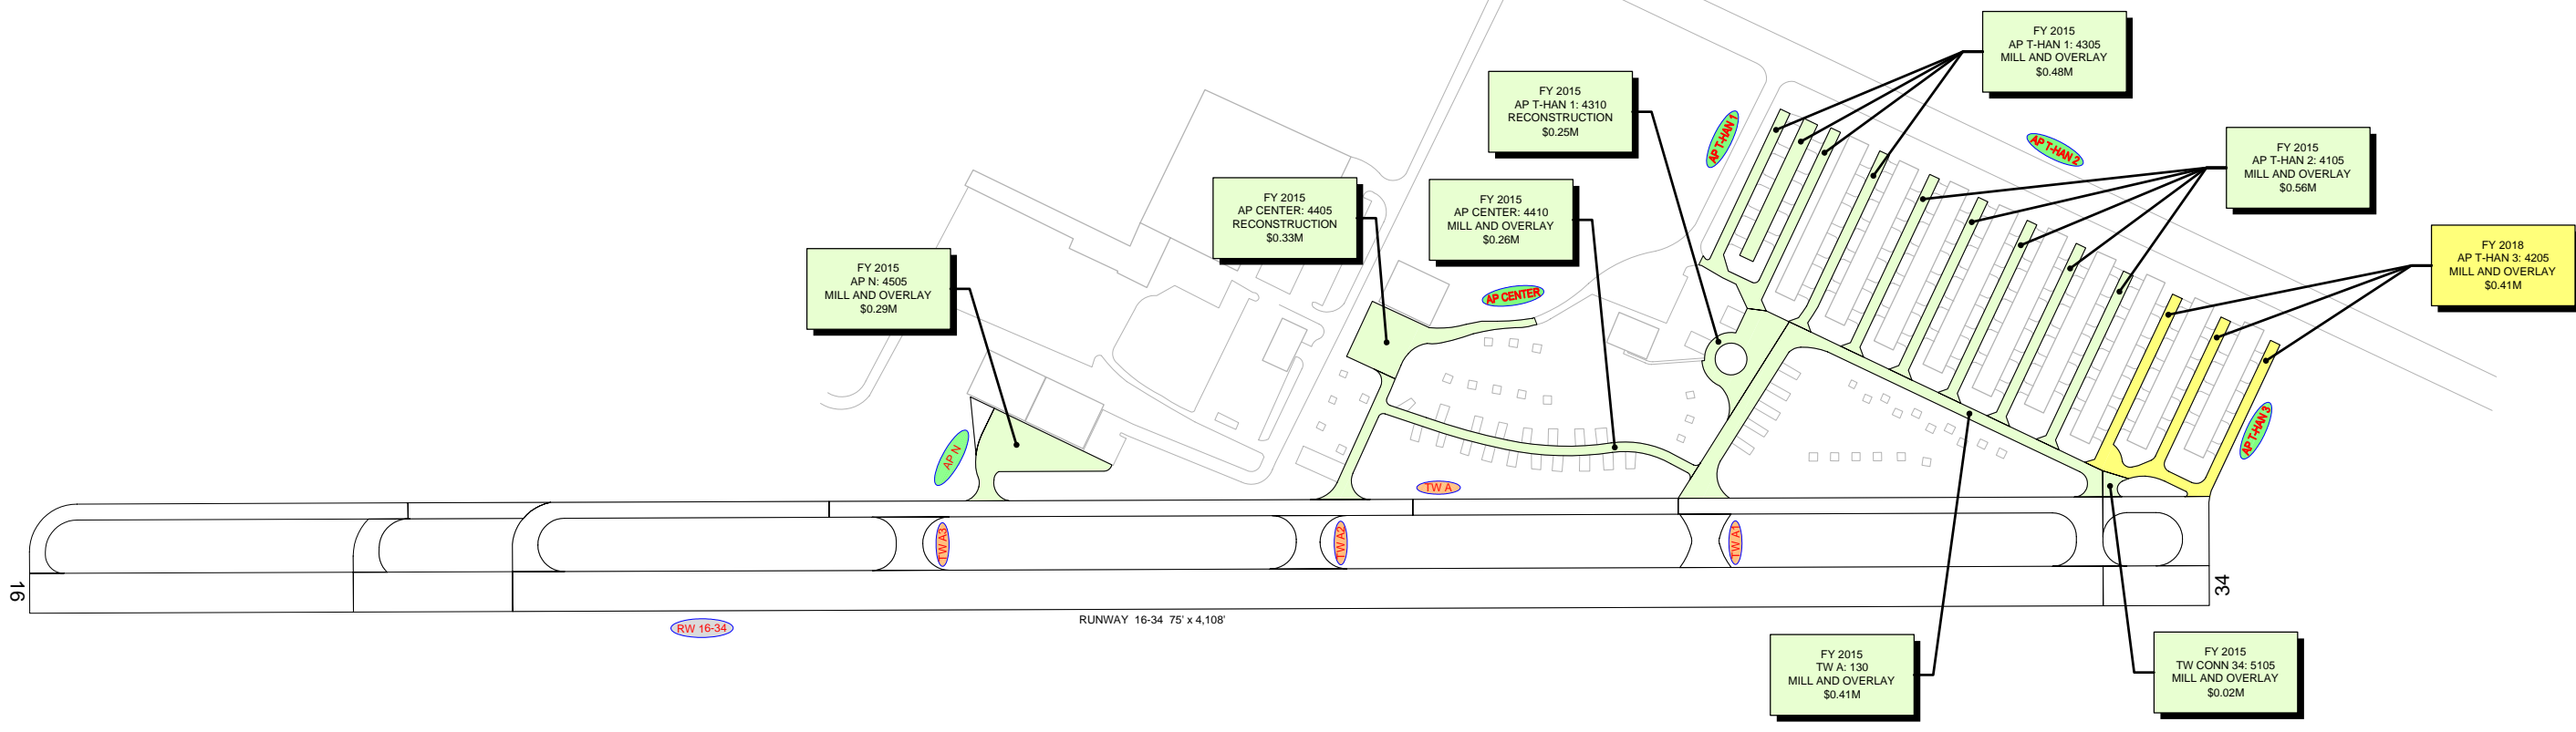 FY 2015
AP T-HAN 1: 4305
MILL AND OVERLAY
$0.48M
FY 2015
AP T-HAN 1: 4310
RECONSTRUCTION
$0.25M
AP T-HAN 1
AP T-HAN 2
FY 2015
AP T-HAN 2: 4105
MILL AND OVERLAY
$0.56M
FY 2015
AP CENTER: 4405
RECONSTRUCTION
$0.33M
FY 2015
AP CENTER: 4410
MILL AND OVERLAY
$0.26M
FY 2018
AP T-HAN 3: 4205
MILL AND OVERLAY
$0.41M
FY 2015
AP N: 4505
MILL AND OVERLAY
$0.29M
AP CENTER
AP N
AP T-HAN 3
TW A
TW A3
TW A2
TW A1
16
34
RW 16-34
RUNWAY 16-34 75' x 4,108'
FY 2015
TW A: 130
MILL AND OVERLAY
$0.41M
FY 2015
TW CONN 34: 5105
MILL AND OVERLAY
$0.02M